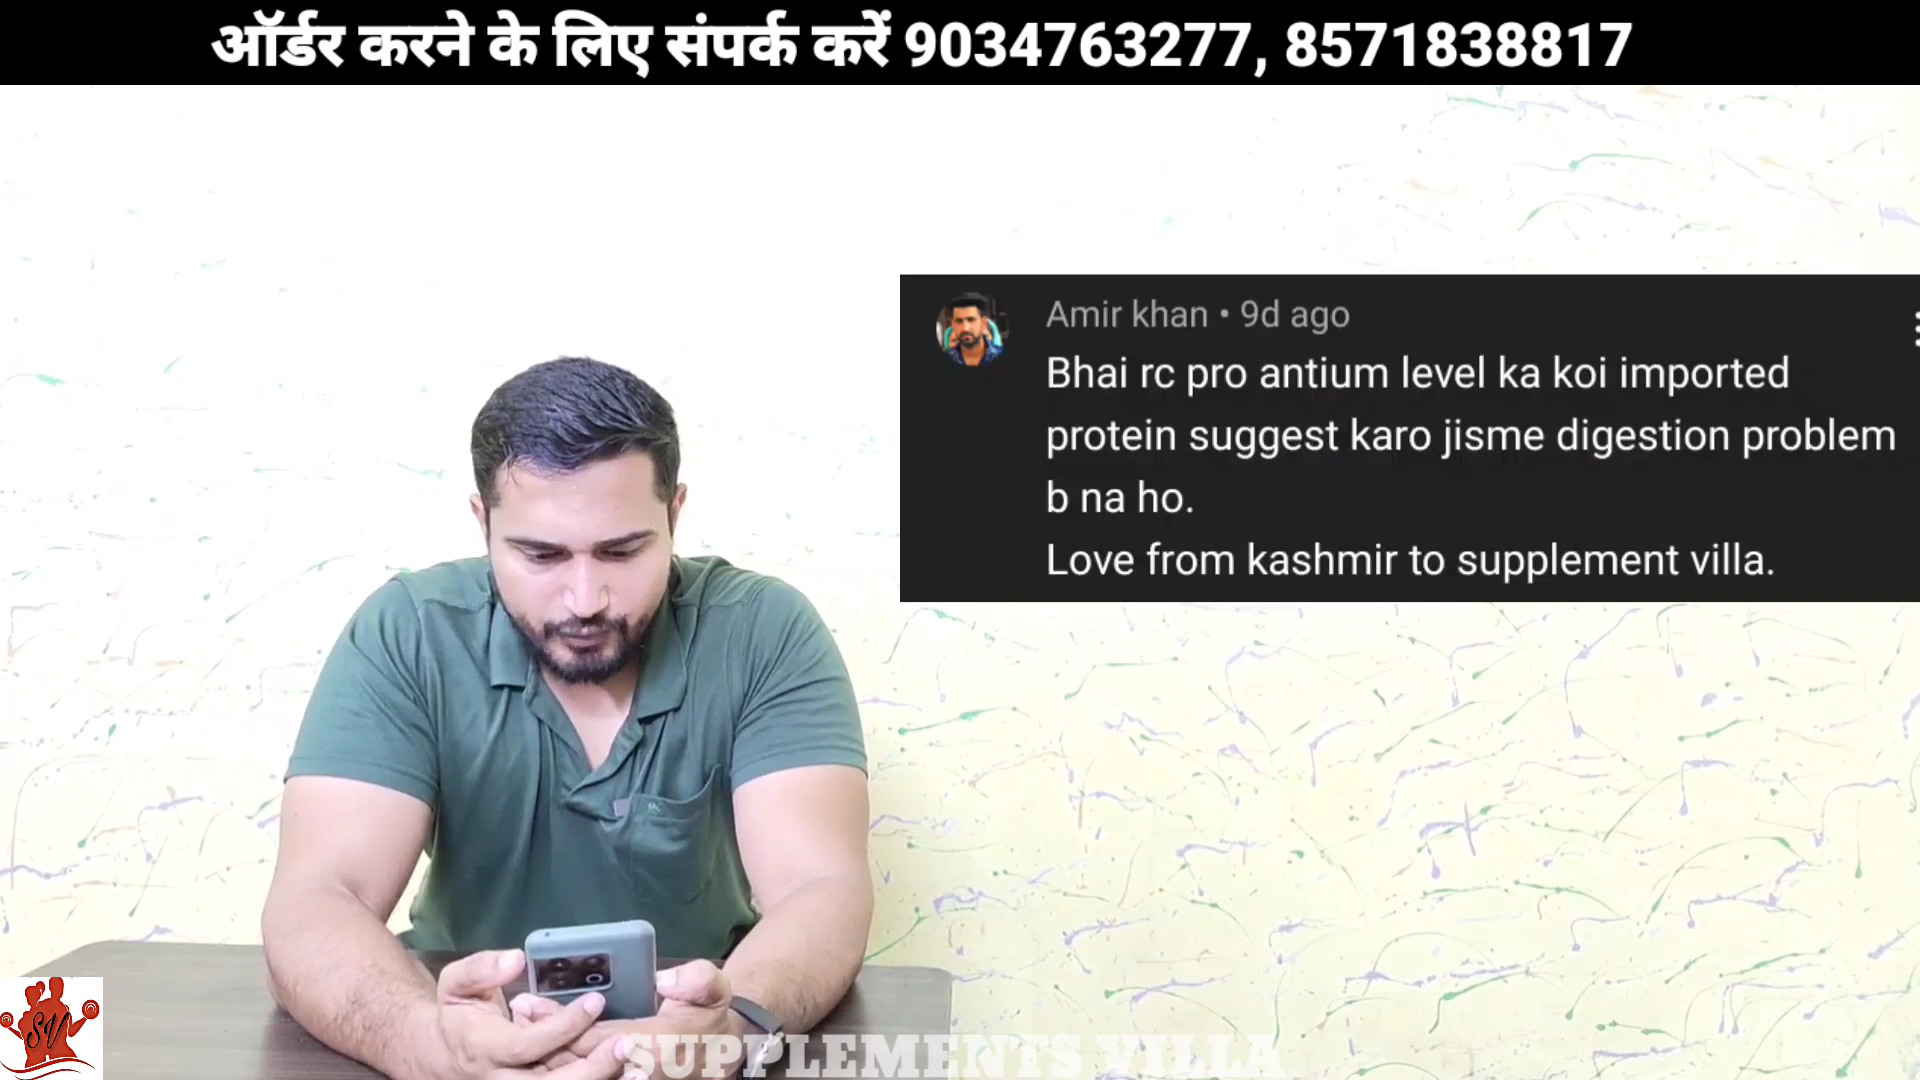 ऑर्डर करने के लिए संपर्क करें 9034763277, 8571838817
Amir khan • 9d ago
Bhai rc pro antium level ka koi imported
protein suggest karo jisme digestion problem
b na ho.
Love from kashmir to supplement villa.
SV
SUPPLEMENTS VILLA